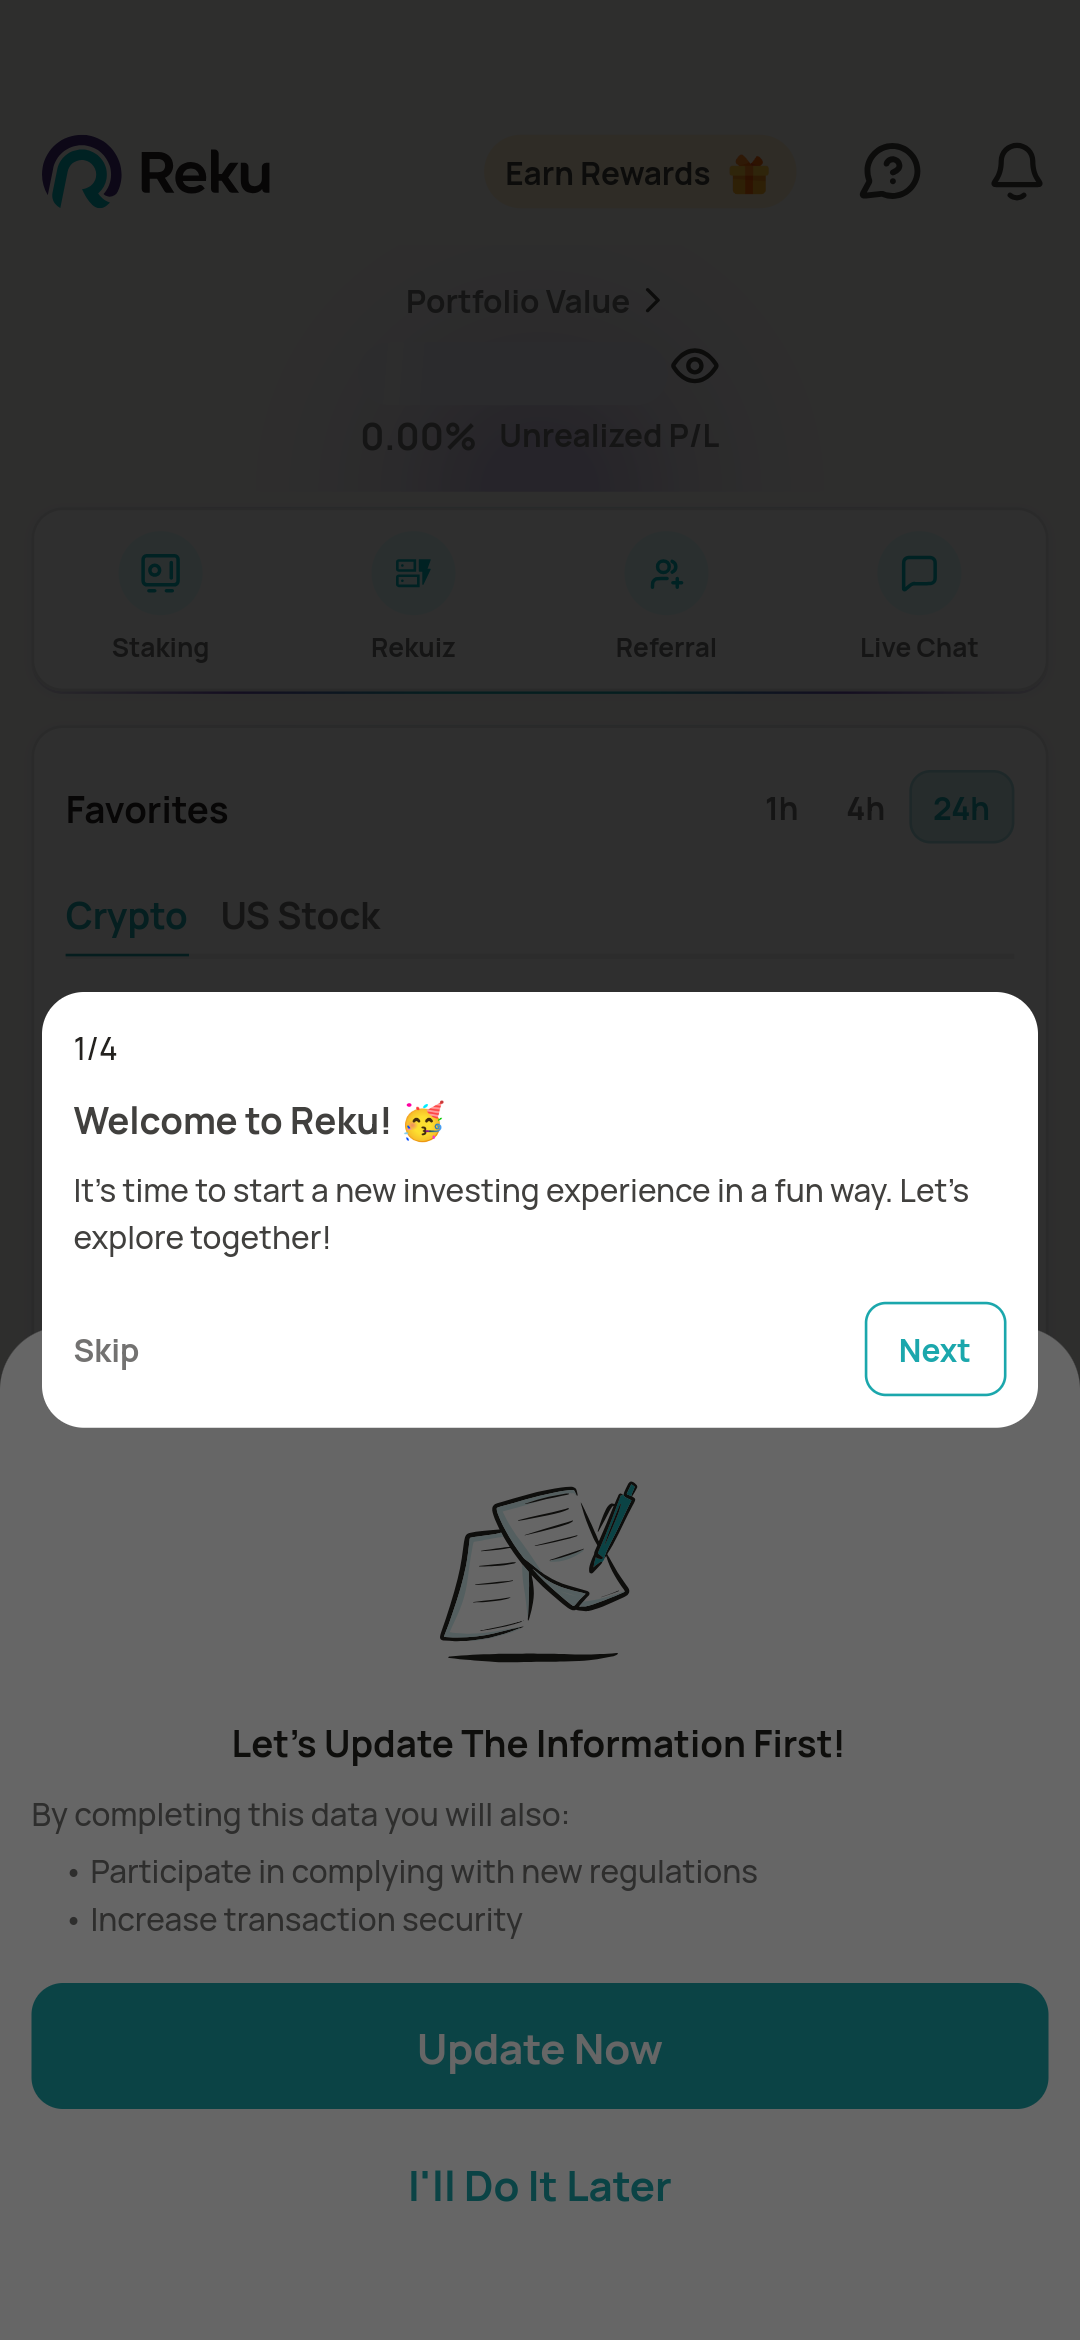 Reku
Earn Rewards
Portfolio Value
0.00% Unrealized P/L
Staking
Rekuiz
Referral
Live Chat
Favorites
1h
4h
24h
Crypto
US Stock
1/4
Welcome to Reku! 🥳
It's time to start a new investing experience in a fun way. Let's
explore together!
Skip
Next
Let's Update The Information First!
By completing this data you will also:
• Participate in complying with new regulations
• Increase transaction security
Update Now
I'll Do It Later